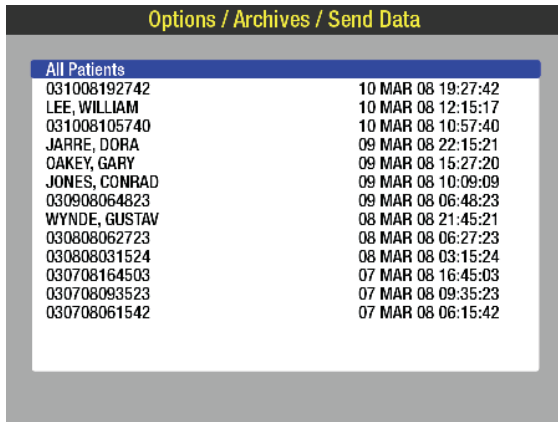 Options / Archives / Send Data
All Patients
031008192742 10 MAR 08 19:27:42
LEE, WILLIAM 10 MAR 08 12:15:17
031008105740 10 MAR 08 10:57:40
JARRE, DORA 09 MAR 08 22:15:21
OAKEY, GARY 09 MAR 08 15:27:20
JONES, CONRAD 09 MAR 08 10:09:09
030908064823 09 MAR 08 06:48:23
WYNDE, GUSTAV 08 MAR 08 21:45:21
030808062723 08 MAR 08 06:27:23
030808031524 08 MAR 08 03:15:24
030708164503 07 MAR 08 16:45:03
030708093523 07 MAR 08 09:35:23
030708061542 07 MAR 08 06:15:42